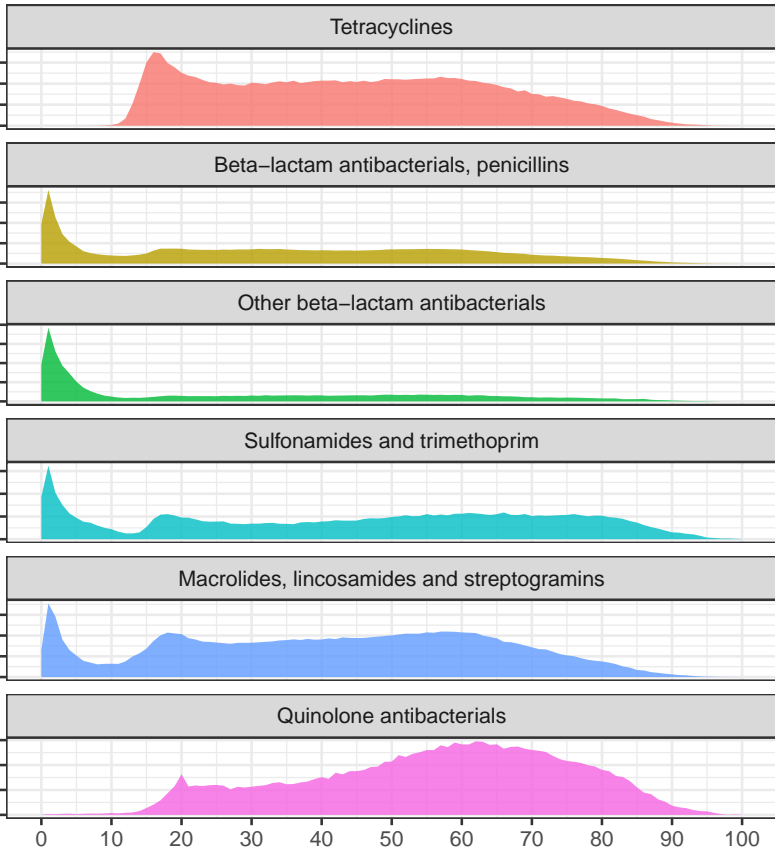 Tetracyclines
Beta−lactam antibacterials, penicillins
Other beta−lactam antibacterials
Sulfonamides and trimethoprim
Macrolides, lincosamides and streptogramins
Quinolone antibacterials
0 10 20 30 40 50 60 70 80 90 100